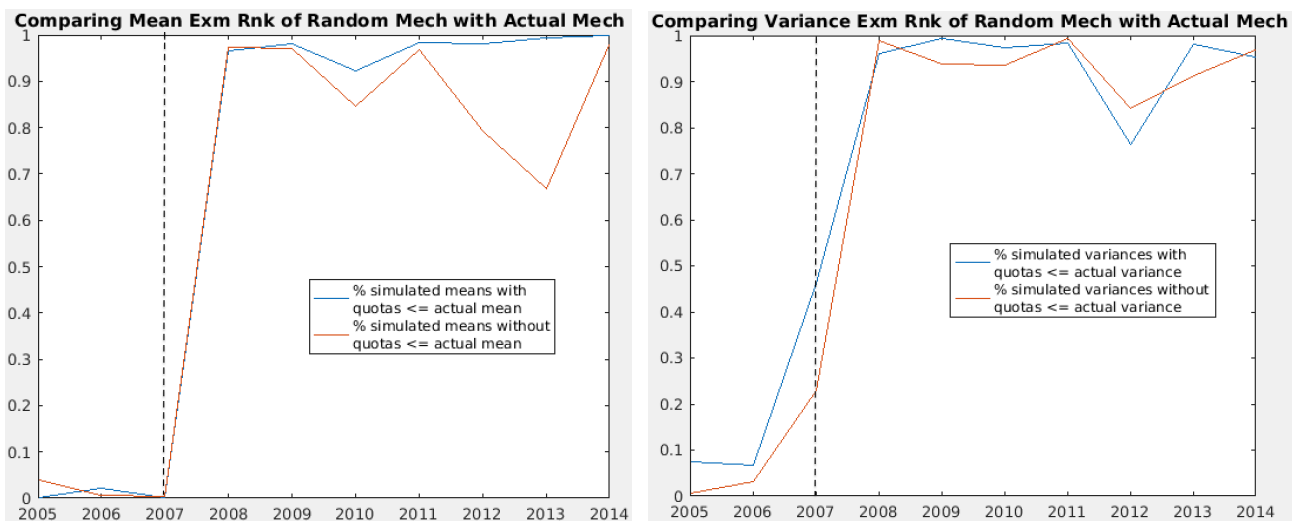 Comparing Mean Exm Rnk of Random Mech with Actual Mech
1
0.9
0.8
0.7
0.6
0.5
0.4
0.3
0.2
0.1
0
% simulated means with
quotas <= actual mean
% simulated means without
quotas <= actual mean
2005 2006 2007 2008 2009 2010 2011 2012 2013 2014
Comparing Variance Exm Rnk of Random Mech with Actual Mech
1
0.9
0.8
0.7
0.6
0.5
0.4
0.3
0.2
0.1
0
% simulated variances with
quotas <= actual variance
% simulated variances without
quotas <= actual variance
2005 2006 2007 2008 2009 2010 2011 2012 2013 2014